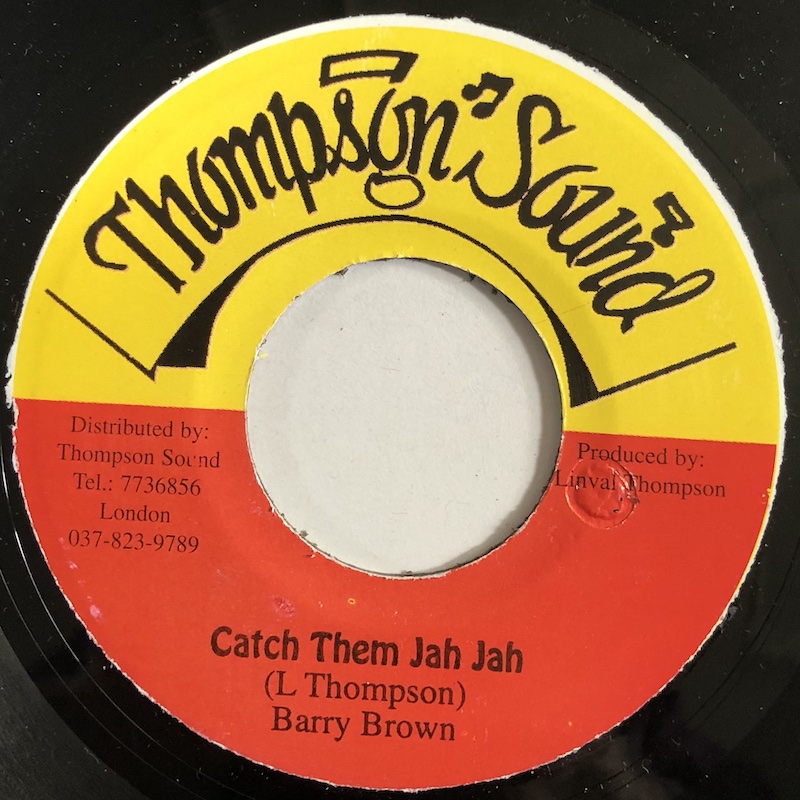 Thompson Sound
Distributed by:
Thompson Sound
Tel.: 7736856
London
037-823-9789
Produced by:
Linval Thompson
Catch Them Jah Jah
(L Thompson)
Barry Brown